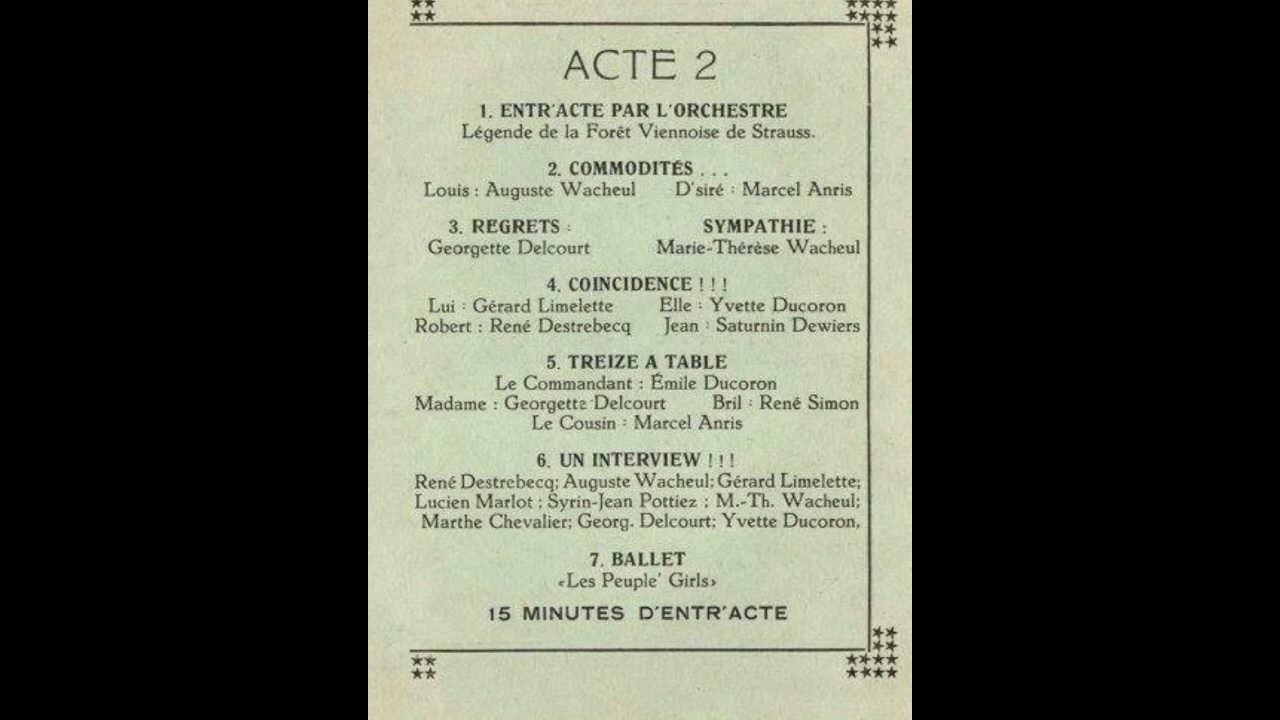 ACTE 2
1. ENTR'ACTE PAR L'ORCHESTRE
Légende de la Forêt Viennoise de Strauss.
2. COMMODITÉS . . .
Louis : Auguste Wacheul D'siré : Marcel Anris
3. REGRETS : SYMPATHIE :
Georgette Delcourt Marie-Thérèse Wacheul
4. COINCIDENCE ! ! !
Lui : Gérard Limelette Elle : Yvette Ducoron
Robert : René Destrebecq Jean : Saturnin Dewiers
5. TREIZE A TABLE
Le Commandant : Émile Ducoron
Madame : Georgette Delcourt Bril : René Simon
Le Cousin : Marcel Anris
6. UN INTERVIEW ! ! !
René Destrebecq; Auguste Wacheul; Gérard Limelette;
Lucien Marlot ; Syrin-Jean Pottiez ; M.-Th. Wacheul;
Marthe Chevalier; Georg. Delcourt; Yvette Ducoron,
7. BALLET
«Les Peuple' Girls»
15 MINUTES D'ENTR'ACTE